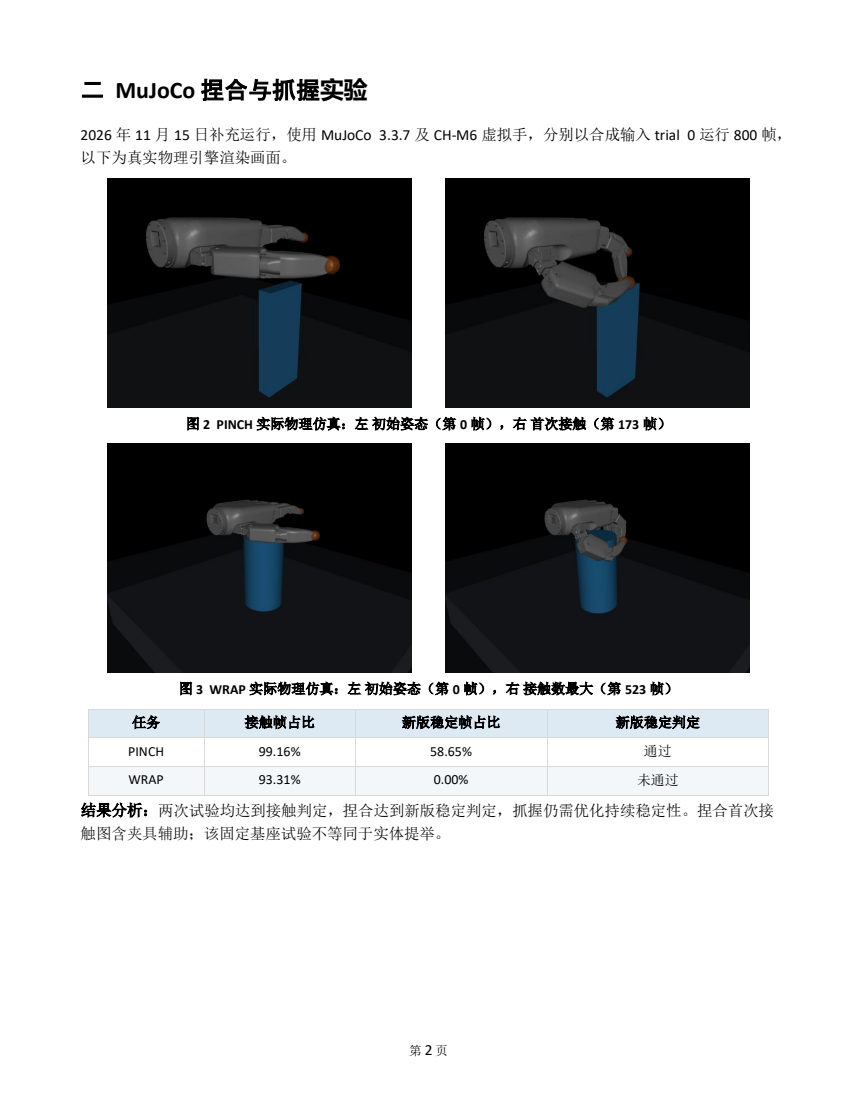 二 MuJoCo 捏合与抓握实验
2026 年 11 月 15 日补充运行，使用 MuJoCo 3.3.7 及 CH-M6 虚拟手，分别以合成输入 trial 0 运行 800 帧，
以下为真实物理引擎渲染画面。
图 2 PINCH 实际物理仿真：左 初始姿态（第 0 帧），右 首次接触（第 173 帧）
图 3 WRAP 实际物理仿真：左 初始姿态（第 0 帧），右 接触数最大（第 523 帧）
任务 接触帧占比 新版稳定帧占比 新版稳定判定
PINCH 99.16% 58.65% 通过
WRAP 93.31% 0.00% 未通过
结果分析：两次试验均达到接触判定，捏合达到新版稳定判定，抓握仍需优化持续稳定性。捏合首次接
触图含夹具辅助；该固定基座试验不等同于实体提举。
第 2 页